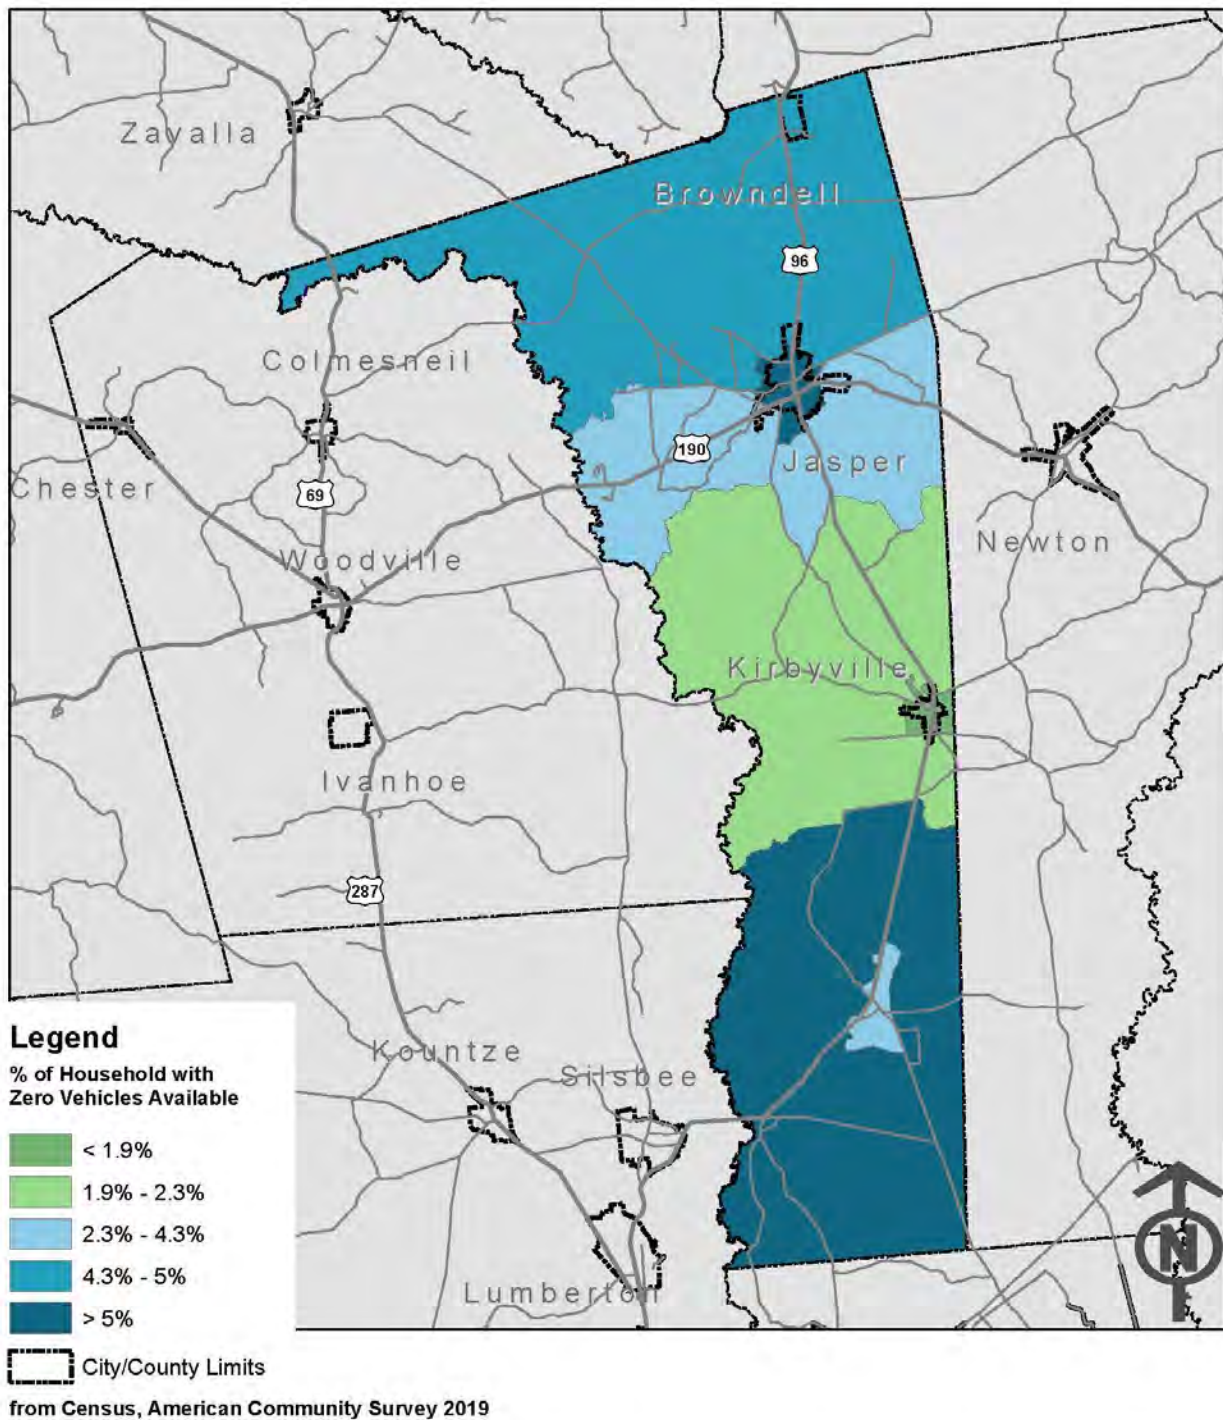 Zavalla
Browndell
96
Colmesneil
190
Jasper
Chester
69
Newton
Woodville
Kirbyville
Ivanhoe
287
Legend
% of Household with
Zero Vehicles Available
< 1.9%
1.9% - 2.3%
2.3% - 4.3%
4.3% - 5%
> 5%
City/County Limits
Kountze
Silsbee
Lumberton
N
from Census, American Community Survey 2019